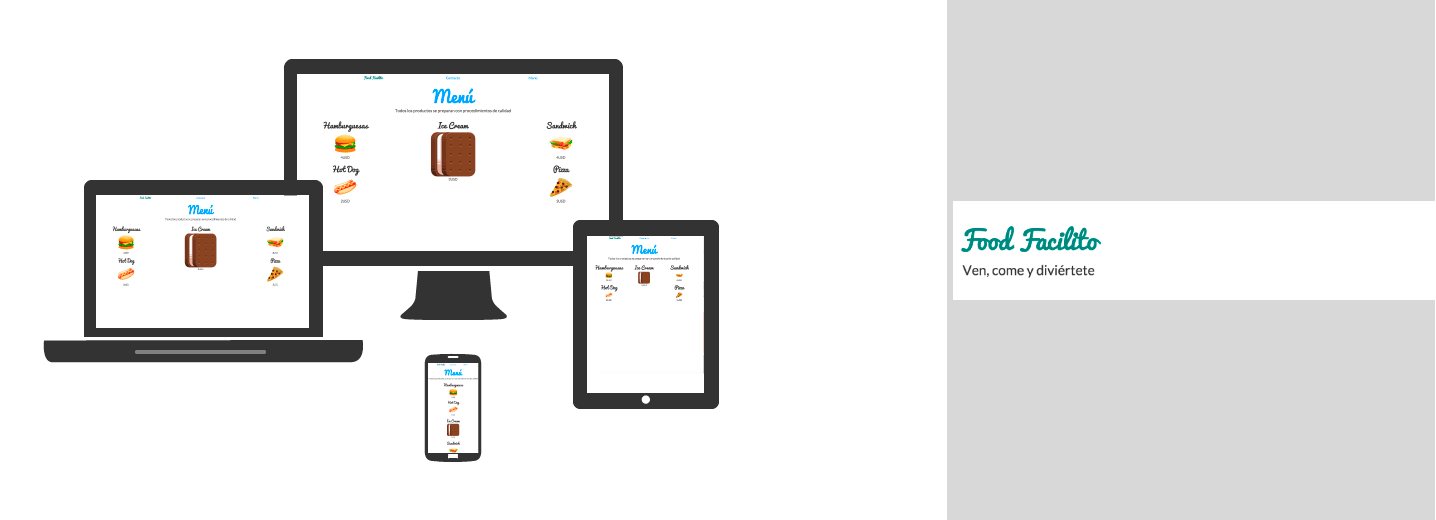 Food Facilito
Contacto
Menú
Menú
Todos los productos se preparan con procedimientos de calidad
Hamburguesas
Ice Cream
Sandwich
4USD
4USD
Hot Dog
Pizza
Menú
Hamburguesas
Ice Cream
Sandwich
Hot Dog
Pizza
Menú
Hamburguesas
Ice Cream
Sandwich
Hot Dog
Pizza
Menú
Hamburguesas
Hot Dog
Ice Cream
Sandwich
Food Facilito
Ven, come y diviértete